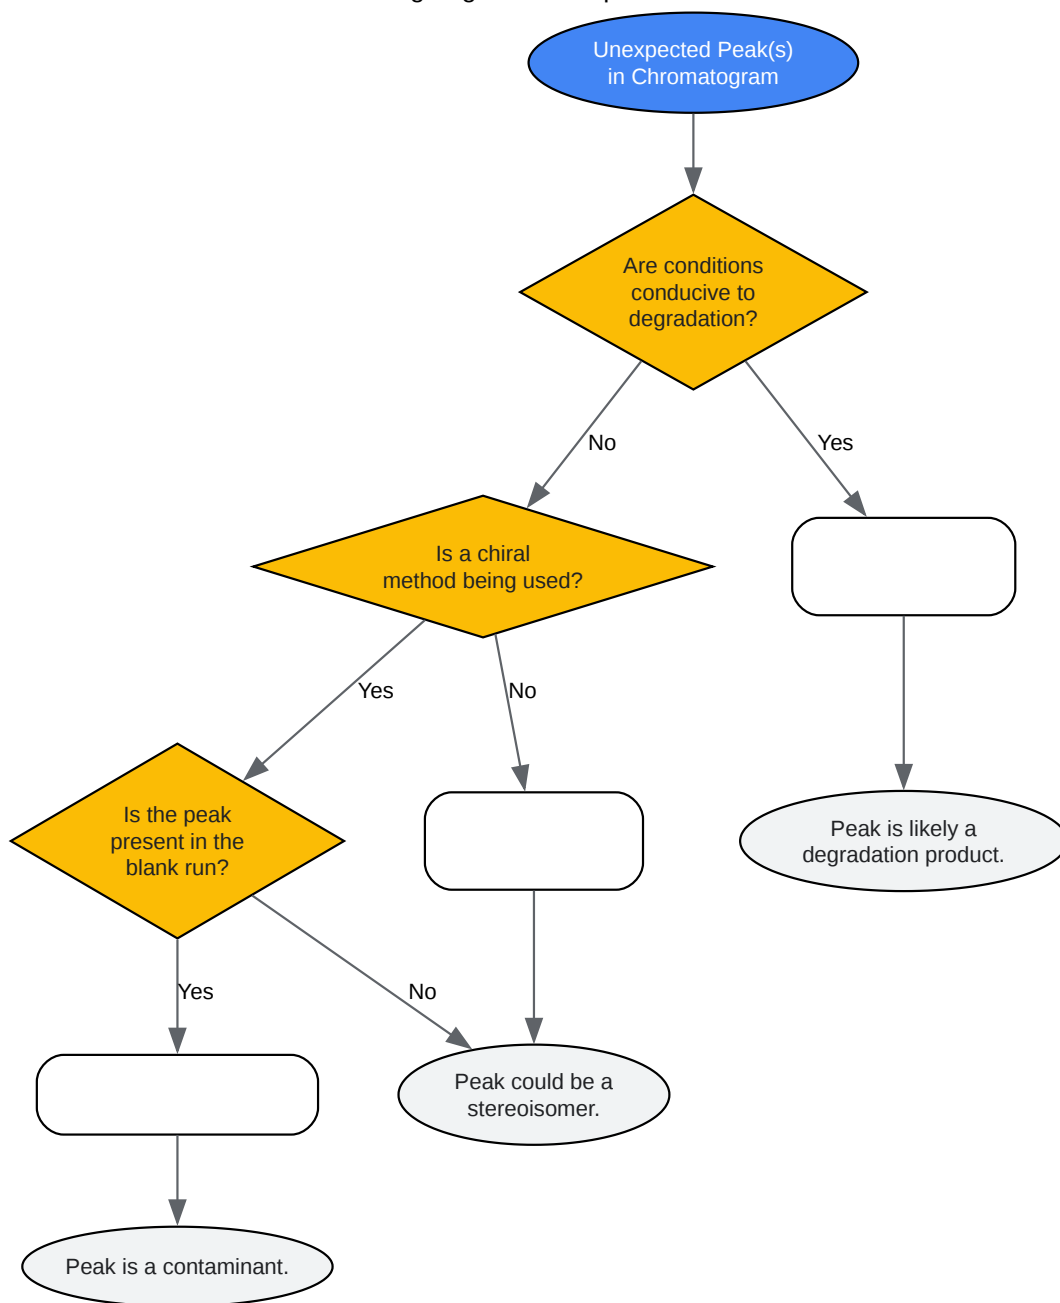 Unexpected Peak(s)
in Chromatogram
Are conditions
conducive to
degradation?
No
Yes
Is a chiral
method being used?
Yes
No
Is the peak
present in the
blank run?
Peak is likely a
degradation product.
Yes
No
Peak could be a
stereoisomer.
Peak is a contaminant.